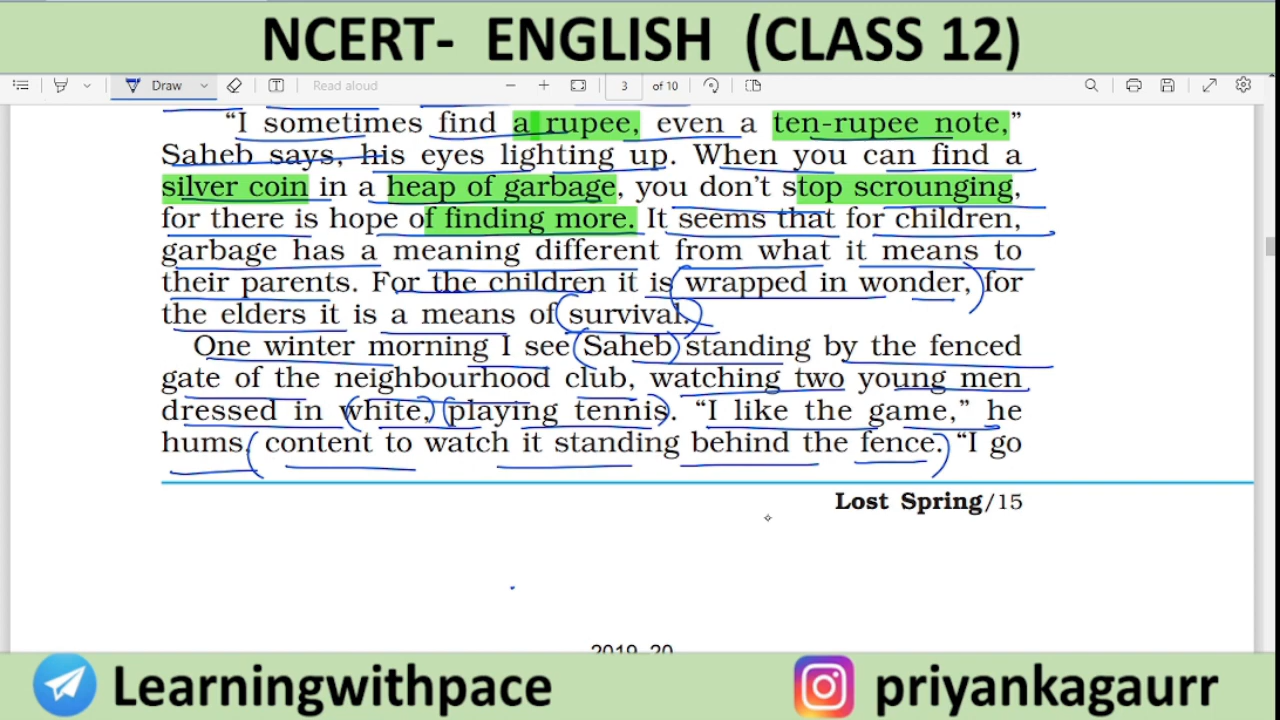 NCERT- ENGLISH (CLASS 12)
Draw Read aloud 3 of 10
“I sometimes find a rupee, even a ten-rupee note,”
Saheb says, his eyes lighting up. When you can find a
silver coin in a heap of garbage, you don’t stop scrounging,
for there is hope of finding more. It seems that for children,
garbage has a meaning different from what it means to
their parents. For the children it is wrapped in wonder, for
the elders it is a means of survival.
One winter morning I see Saheb standing by the fenced
gate of the neighbourhood club, watching two young men
dressed in white, playing tennis. “I like the game,” he
hums, content to watch it standing behind the fence. “I go
Lost Spring/15
2019-20
Learningwithpace priyankagaurr